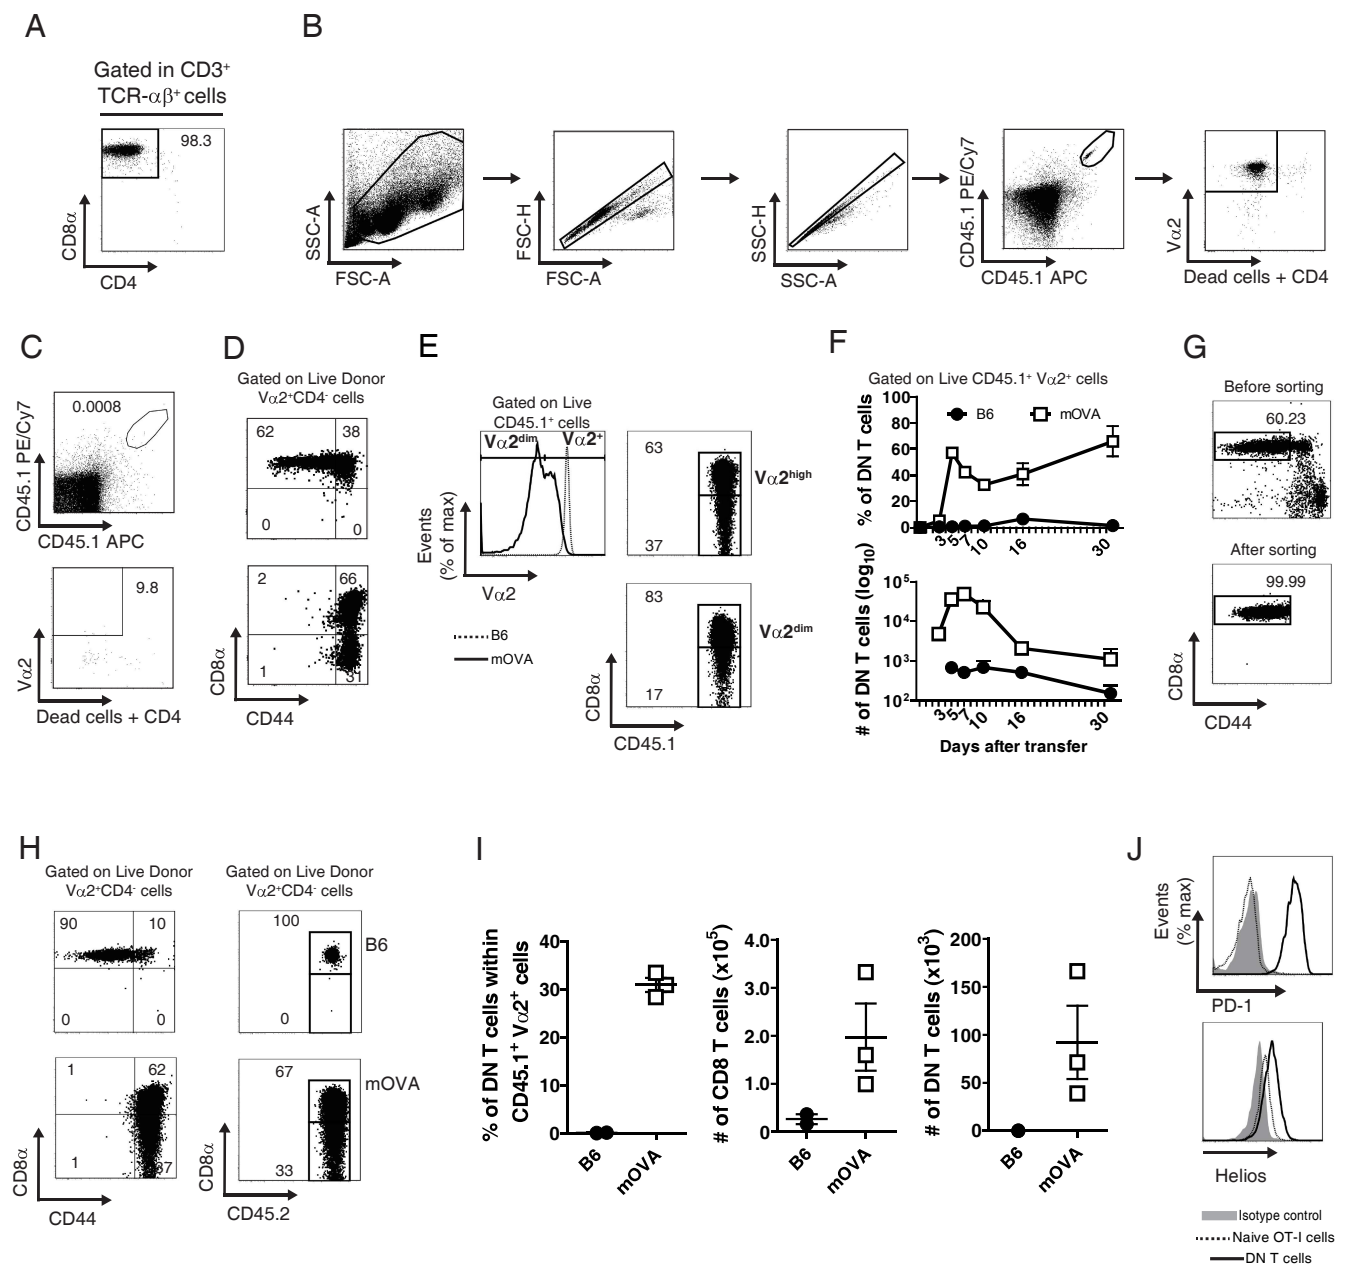 A
Gated in CD3+
TCR-αβ+ cells
98.3
CD8α
CD4
B
SSC-A
FSC-A
FSC-H
FSC-A
SSC-H
SSC-A
CD45.1 PE/Cy7
CD45.1 APC
Vα2
Dead cells + CD4
C
0.0008
CD45.1 PE/Cy7
CD45.1 APC
9.8
Vα2
Dead cells + CD4
D
Gated on Live Donor
Vα2+CD4- cells
62
38
0
0
2
66
1
31
CD8α
CD44
E
Gated on Live
CD45.1+ cells
Vα2dim
Vα2+
Events
(% of max)
Vα2
B6
mOVA
63
37
Vα2high
83
17
Vα2dim
CD8α
CD45.1
F
Gated on Live CD45.1+ Vα2+ cells
% of DN T cells
100
80
60
40
20
0
B6
mOVA
3
5
7
10
16
30
# of DN T cells (log10)
10^5
10^4
10^3
10^2
3
5
7
10
16
30
Days after transfer
G
Before sorting
60.23
After sorting
99.99
CD8α
CD44
H
Gated on Live Donor
Vα2+CD4- cells
90
10
0
0
1
62
1
37
CD8α
CD44
Gated on Live Donor
Vα2+CD4- cells
100
0
B6
67
33
mOVA
CD8α
CD45.2
I
% of DN T cells within
CD45.1+ Vα2+ cells
40
30
20
10
0
B6
mOVA
# of CD8 T cells (x10^5)
4.0
3.0
2.0
1.0
0
B6
mOVA
# of DN T cells (x10^3)
200
150
100
50
0
B6
mOVA
J
Events
(% max)
PD-1
Helios
Isotype control
Naive OT-I cells
DN T cells